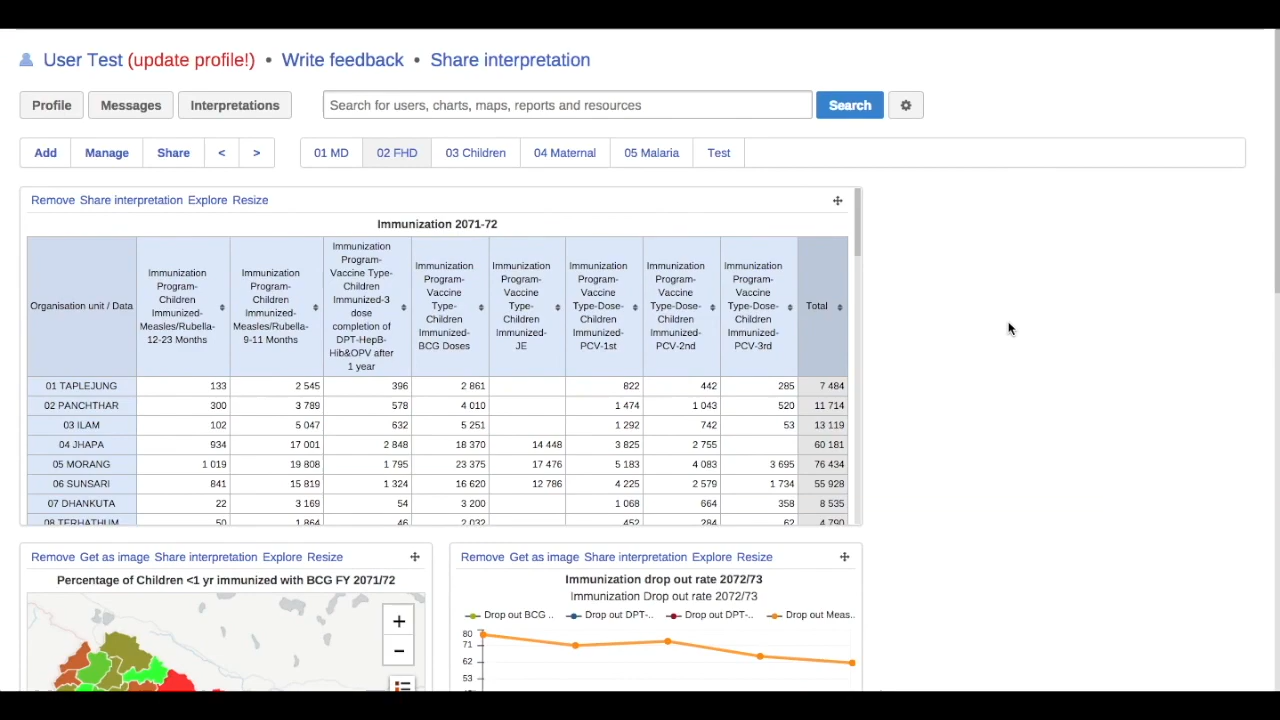 User Test (update profile!) • Write feedback • Share interpretation
Profile Messages Interpretations Search for users, charts, maps, reports and resources Search
Add Manage Share < > 01 MD 02 FHD 03 Children 04 Maternal 05 Malaria Test
Remove Share interpretation Explore Resize
Immunization 2071-72
Organisation unit / Data
Immunization
Program-
Children
Immunized-
Measles/Rubella-
12-23 Months
Immunization
Program-
Children
Immunized-
Measles/Rubella-
9-11 Months
Immunization
Program-
Vaccine Type-
Children
Immunized-3
dose
completion of
DPT-HepB-
Hib&OPV after
1 year
Immunization
Program-
Vaccine
Type-
Children
Immunized-
BCG Doses
Immunization
Program-
Vaccine
Type-
Children
Immunized-
JE
Immunization
Program-
Vaccine
Type-Dose-
Children
Immunized-
PCV-1st
Immunization
Program-
Vaccine
Type-Dose-
Children
Immunized-
PCV-2nd
Immunization
Program-
Vaccine
Type-Dose-
Children
Immunized-
PCV-3rd
Total
01 TAPLEJUNG 133 2 545 396 2 861 822 442 285 7 484
02 PANCHTHAR 300 3 789 578 4 010 1 474 1 043 520 11 714
03 ILAM 102 5 047 632 5 251 1 292 742 53 13 119
04 JHAPA 934 17 001 2 848 18 370 14 448 3 825 2 755 60 181
05 MORANG 1 019 19 808 1 795 23 375 17 476 5 183 4 083 3 695 76 434
06 SUNSARI 841 15 819 1 324 16 620 12 786 4 225 2 579 1 734 55 928
07 DHANKUTA 22 3 169 54 3 200 1 068 664 358 8 535
08 TERHATHUM 50 1 864 46 2 032 452 284 62 4 790
Remove Get as image Share interpretation Explore Resize
Percentage of Children <1 yr immunized with BCG FY 2071/72
+
−
Remove Get as image Share interpretation Explore Resize
Immunization drop out rate 2072/73
Immunization Drop out rate 2072/73
Drop out BCG .. Drop out DPT-.. Drop out DPT-.. Drop out Meas..
80
71
62
53